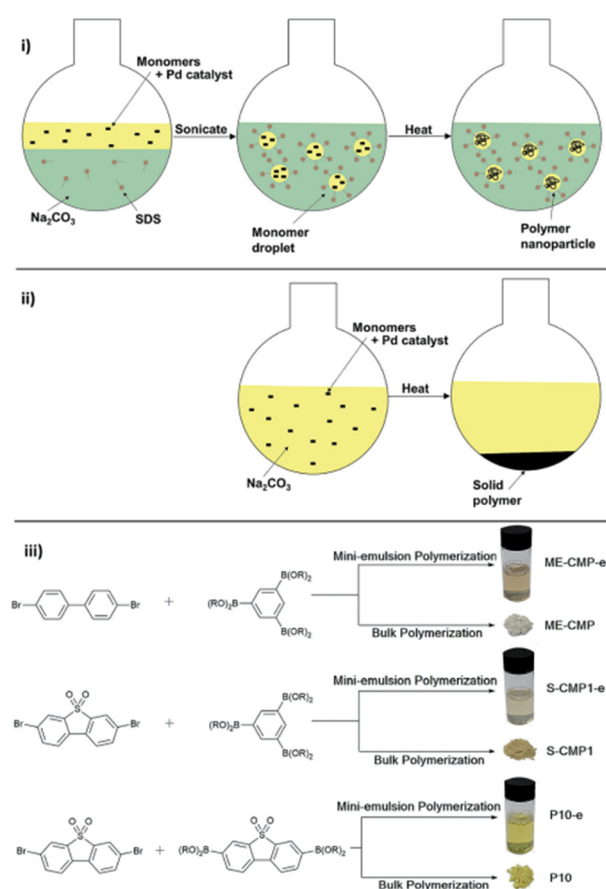 i)
Monomers
+ Pd catalyst
Sonicate
Heat
Na₂CO₃
SDS
Monomer
droplet
Polymer
nanoparticle
ii)
Monomers
+ Pd catalyst
Heat
Na₂CO₃
Solid
polymer
iii)
Br
Br
+
B(OR)₂
(RO)₂B
B(OR)₂
Mini-emulsion Polymerization
ME-CMP-e
Bulk Polymerization
ME-CMP
O O
S
Br
Br
+
B(OR)₂
(RO)₂B
B(OR)₂
Mini-emulsion Polymerization
S-CMP1-e
Bulk Polymerization
S-CMP1
O O
S
Br
Br
+
O O
S
(RO)₂B
B(OR)₂
Mini-emulsion Polymerization
P10-e
Bulk Polymerization
P10